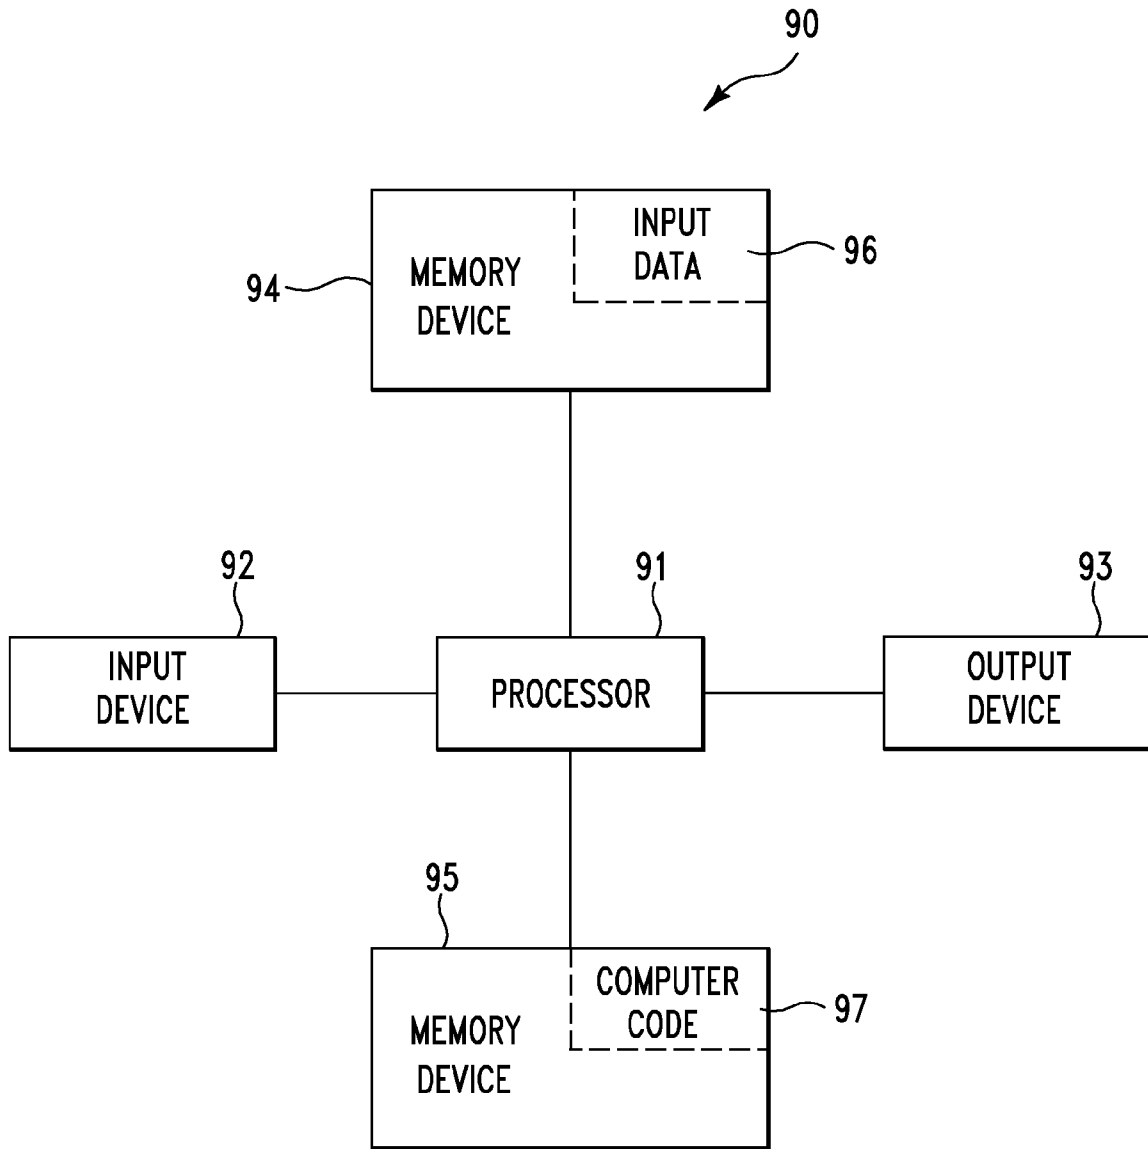 90
INPUT
DATA
96
MEMORY
DEVICE
94
92
91
93
INPUT
DEVICE
PROCESSOR
OUTPUT
DEVICE
95
COMPUTER
CODE
97
MEMORY
DEVICE